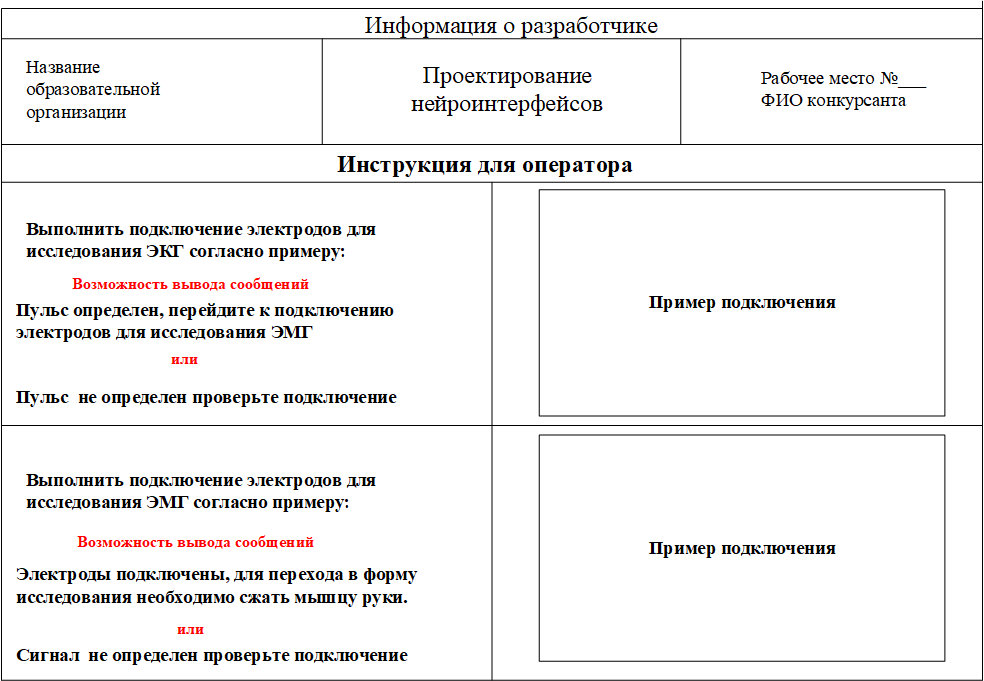 Информация о разработчике
Название
образовательной
организации
Проектирование
нейроинтерфейсов
Рабочее место №___
ФИО конкурсанта
Инструкция для оператора
Выполнить подключение электродов для
исследования ЭКГ согласно примеру:
Возможность вывода сообщений
Пульс определен, перейдите к подключению
электродов для исследования ЭМГ
или
Пульс не определен проверьте подключение
Пример подключения
Выполнить подключение электродов для
исследования ЭМГ согласно примеру:
Возможность вывода сообщений
Электроды подключены, для перехода в форму
исследования необходимо сжать мышцу руки.
или
Сигнал не определен проверьте подключение
Пример подключения